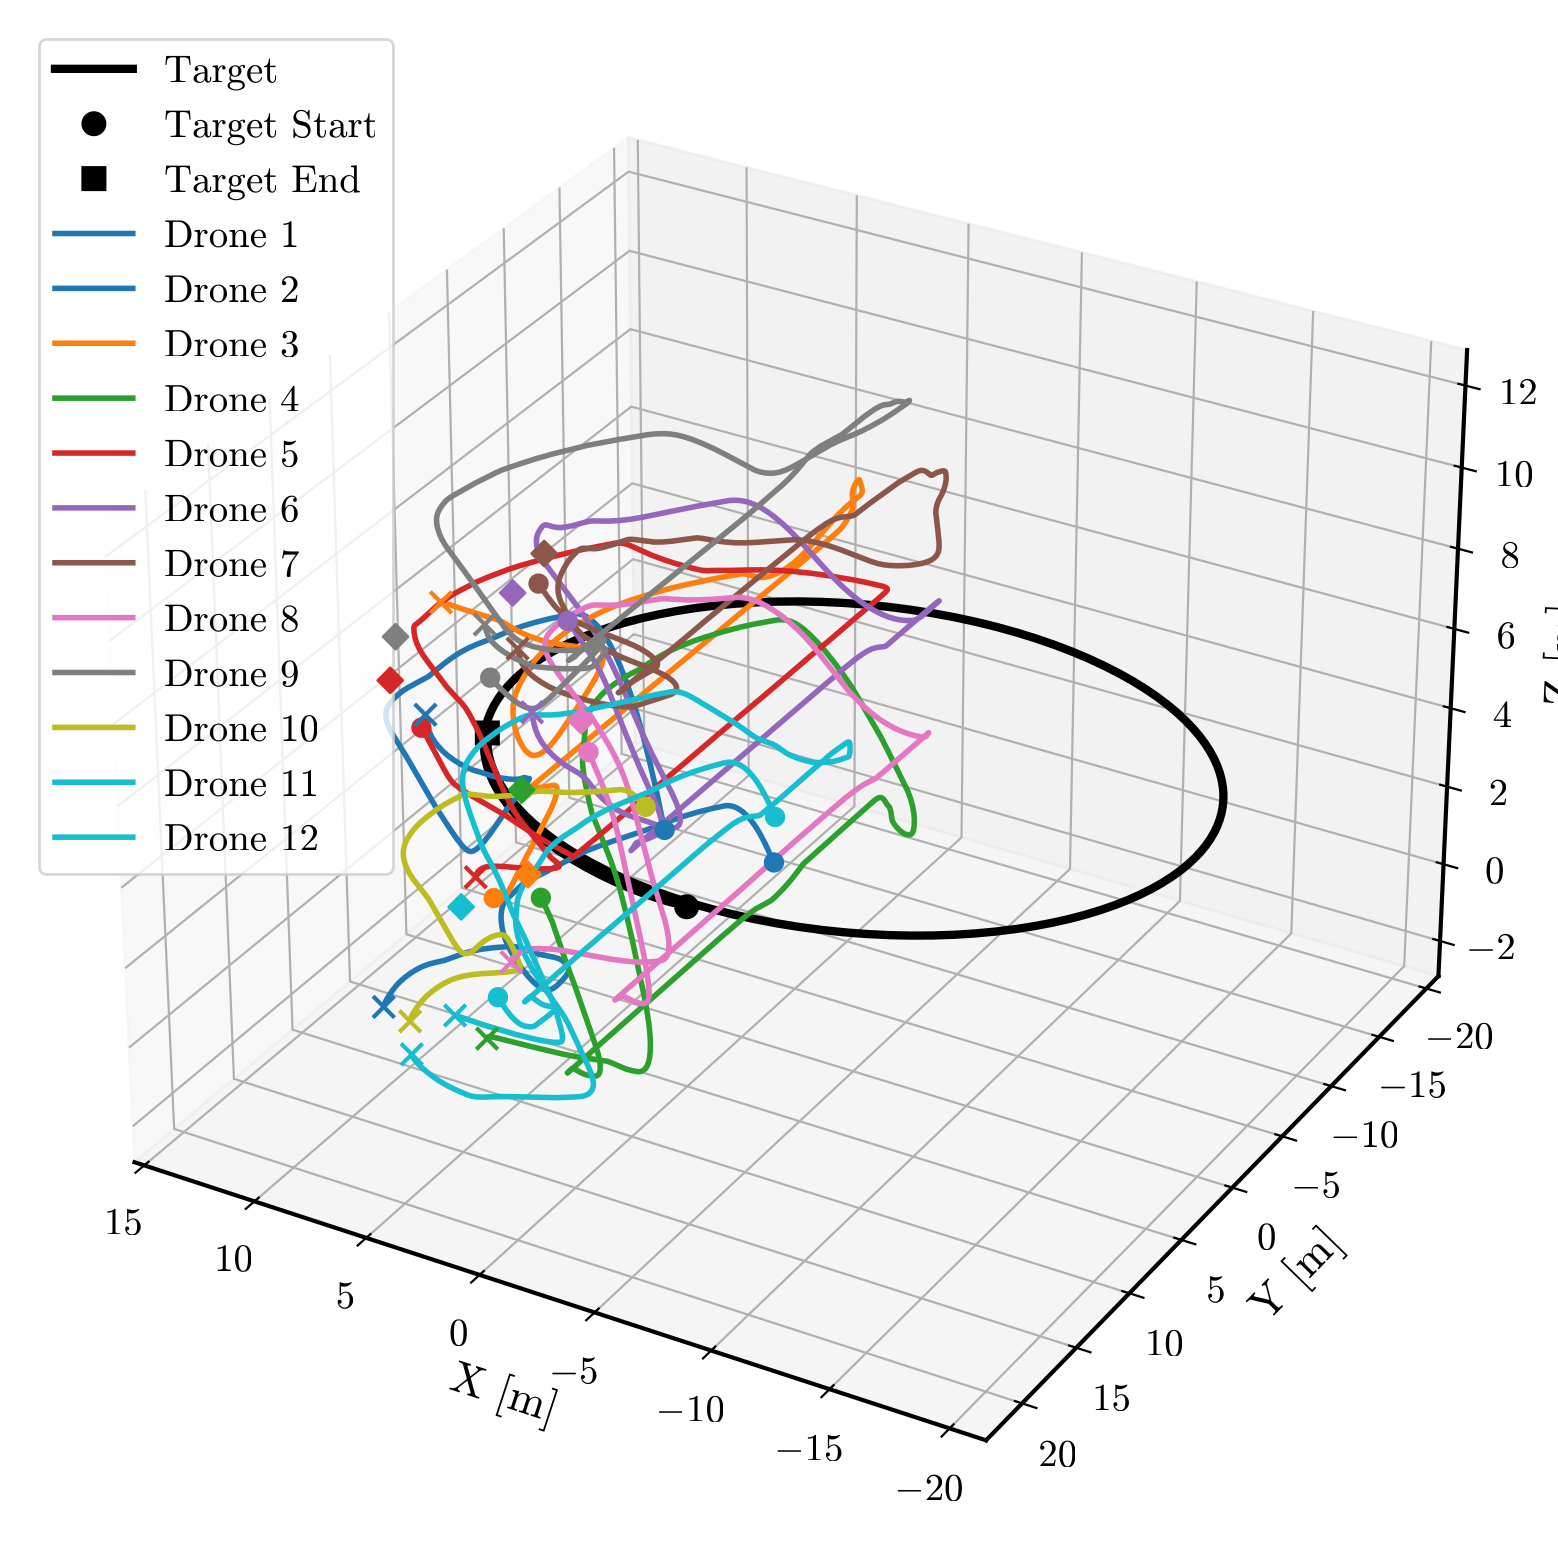 Target
Target Start
Target End
Drone 1
Drone 2
Drone 3
Drone 4
Drone 5
Drone 6
Drone 7
Drone 8
Drone 9
Drone 10
Drone 11
Drone 12
12
10
8
6
4
2
0
−2
−20
−15
−10
−5
0
5
10
15
20
Y [m]
15
10
5
0
−5
−10
−15
−20
X [m]